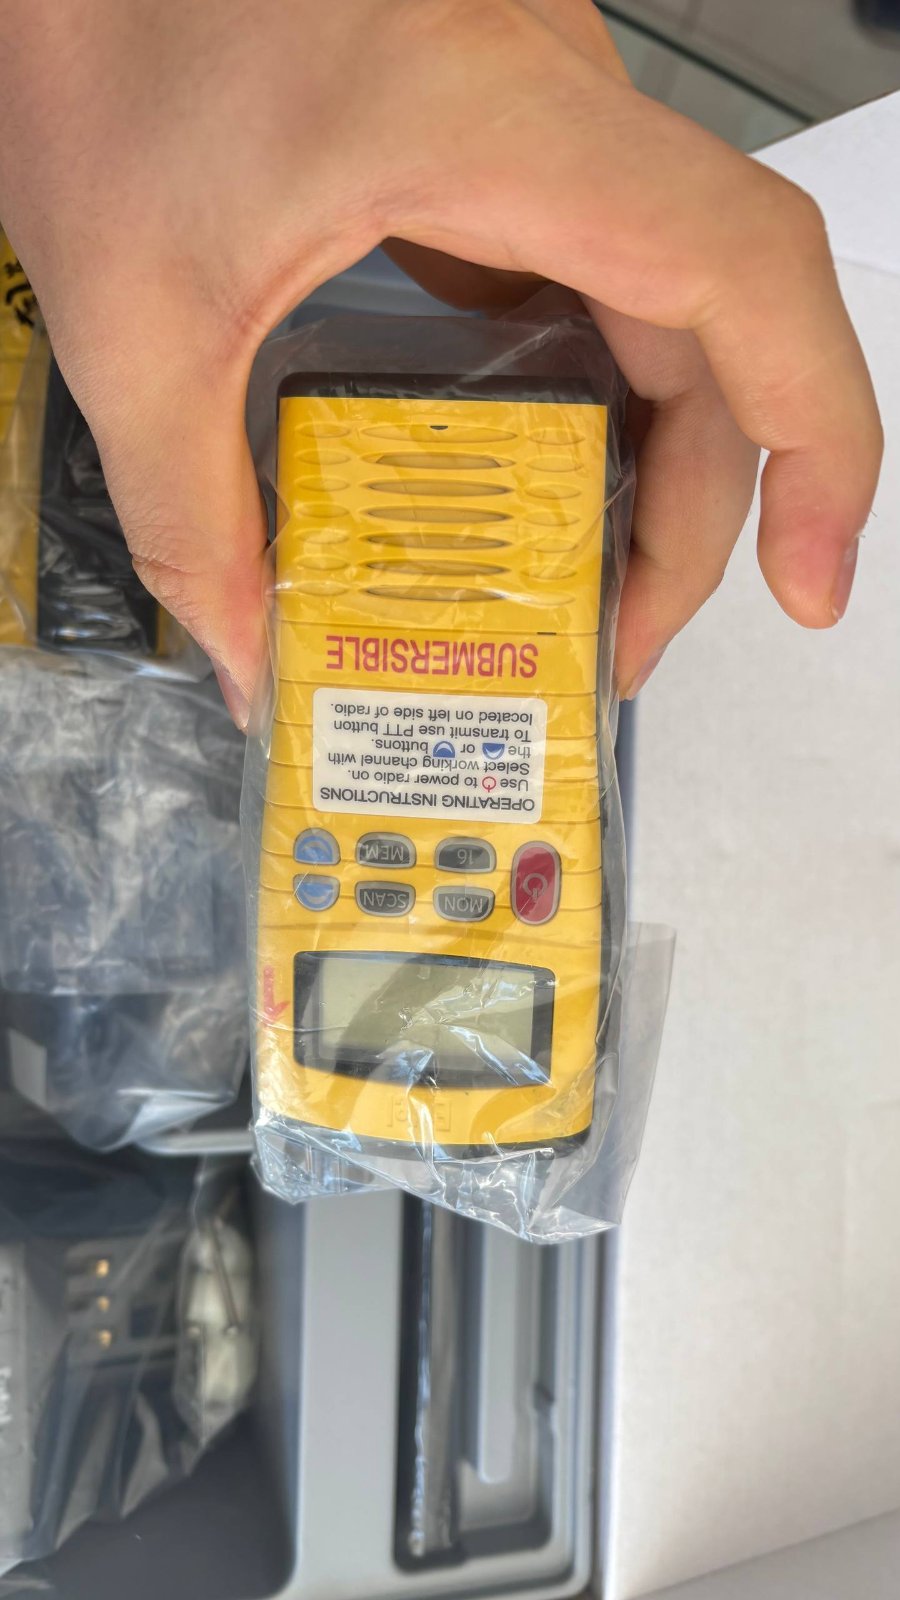 SUBMERSIBLE
OPERATING INSTRUCTIONS
Use to power radio on.
Select working channel with
the or buttons.
To transmit use PTT button
located on left side of radio.
16 MEM
MON SCAN